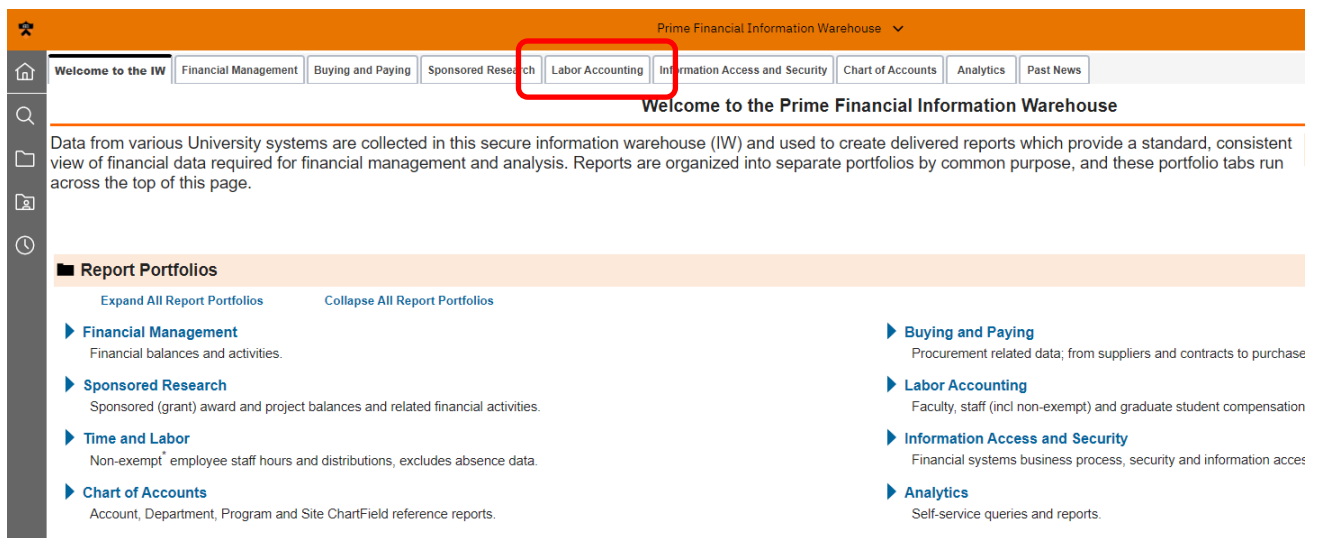 Prime Financial Information Warehouse
Welcome to the IW Financial Management Buying and Paying Sponsored Research Labor Accounting Information Access and Security Chart of Accounts Analytics Past News
Welcome to the Prime Financial Information Warehouse
Data from various University systems are collected in this secure information warehouse (IW) and used to create delivered reports which provide a standard, consistent
view of financial data required for financial management and analysis. Reports are organized into separate portfolios by common purpose, and these portfolio tabs run
across the top of this page.
Report Portfolios
Expand All Report Portfolios Collapse All Report Portfolios
Financial Management
Financial balances and activities.
Sponsored Research
Sponsored (grant) award and project balances and related financial activities.
Time and Labor
Non-exempt* employee staff hours and distributions, excludes absence data.
Chart of Accounts
Account, Department, Program and Site ChartField reference reports.
Buying and Paying
Procurement related data; from suppliers and contracts to purchase
Labor Accounting
Faculty, staff (incl non-exempt) and graduate student compensation
Information Access and Security
Financial systems business process, security and information acces
Analytics
Self-service queries and reports.